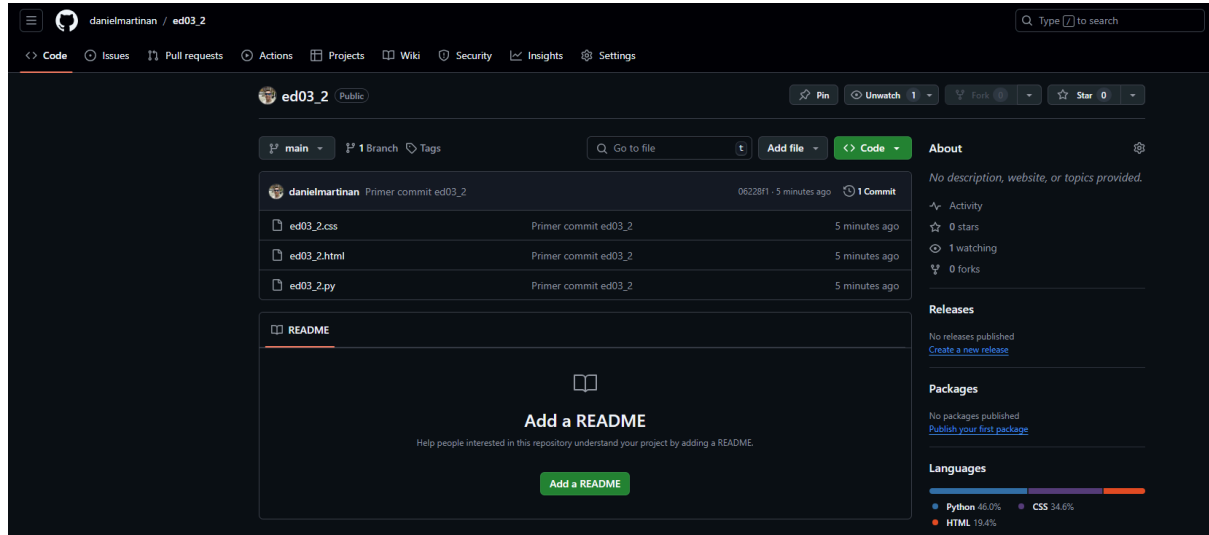 danielmartinan / ed03_2
Type / to search
Code Issues Pull requests Actions Projects Wiki Security Insights Settings
ed03_2 Public
Pin Unwatch 1 Fork 0 Star 0
main 1 Branch Tags Go to file t Add file Code
danielmartinan Primer commit ed03_2 06228f1 · 5 minutes ago 1 Commit
ed03_2.css Primer commit ed03_2 5 minutes ago
ed03_2.html Primer commit ed03_2 5 minutes ago
ed03_2.py Primer commit ed03_2 5 minutes ago
README
Add a README
Help people interested in this repository understand your project by adding a README.
Add a README
About
No description, website, or topics provided.
Activity
0 stars
1 watching
0 forks
Releases
No releases published
Create a new release
Packages
No packages published
Publish your first package
Languages
Python 46.0% CSS 34.6%
HTML 19.4%